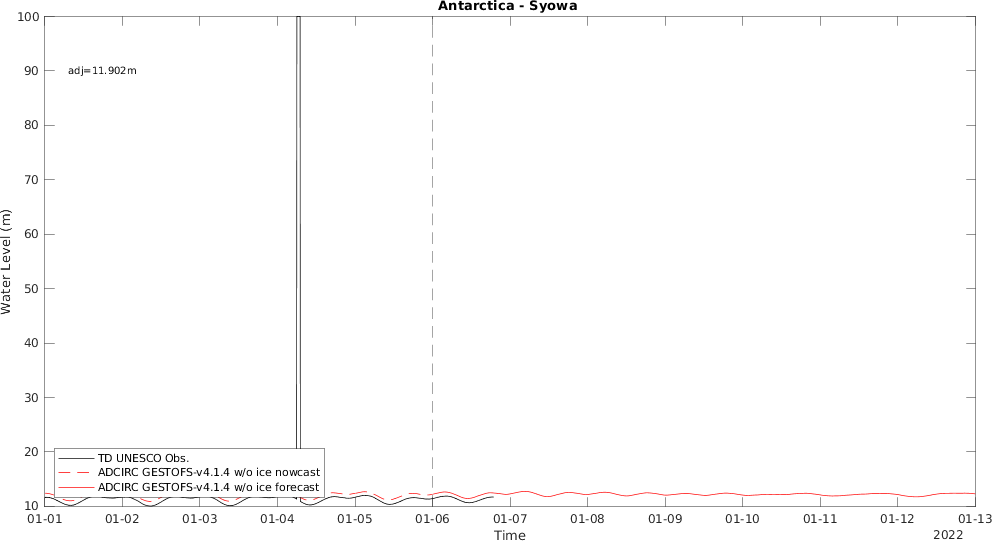 Antarctica - Syowa
100
adj=11.902m
90
80
70
60
50
40
30
20
10
Water Level (m)
TD UNESCO Obs.
ADCIRC GESTOFS-v4.1.4 w/o ice nowcast
ADCIRC GESTOFS-v4.1.4 w/o ice forecast
01-01 01-02 01-03 01-04 01-05 01-06 01-07 01-08 01-09 01-10 01-11 01-12 01-13
Time
2022